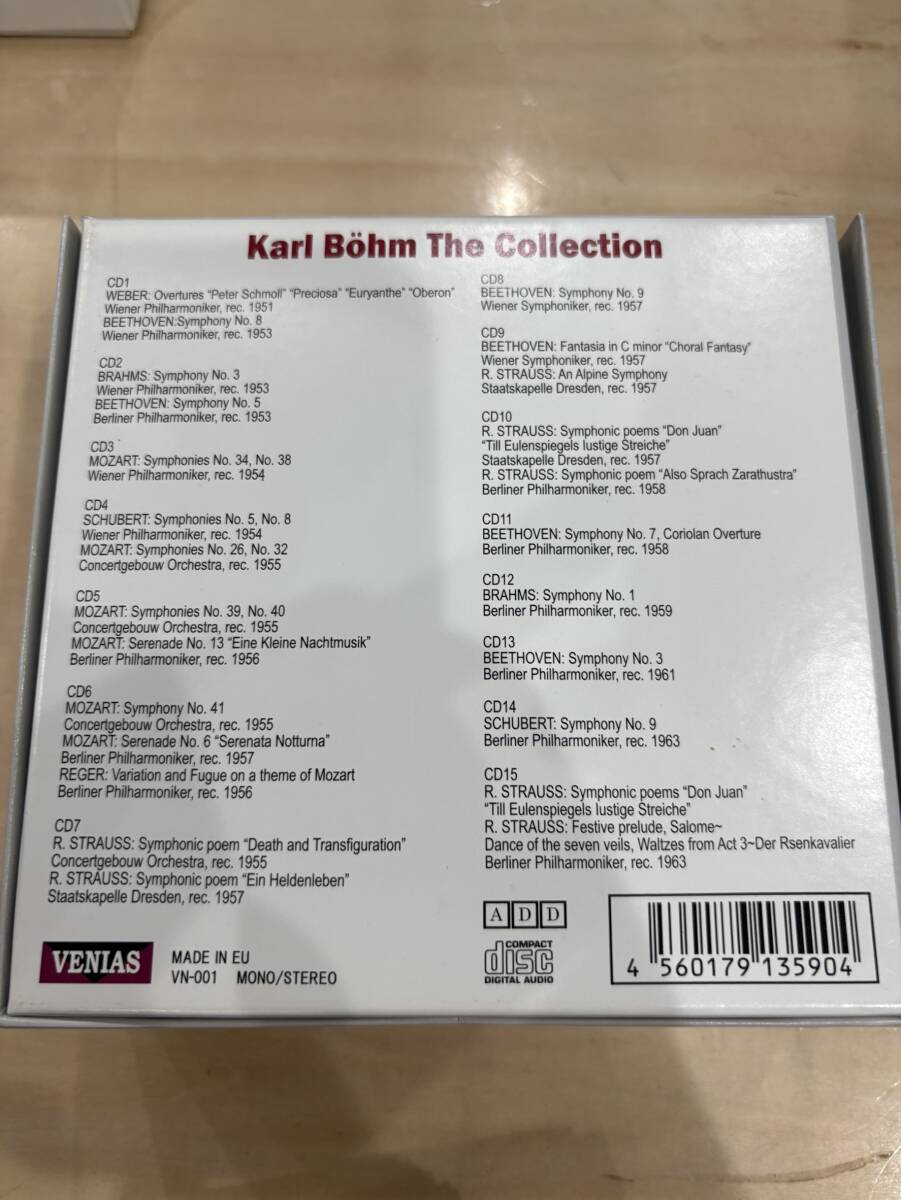 Karl Böhm The Collection
CD1
WEBER: Overtures "Peter Schmoll" "Preciosa" "Euryanthe" "Oberon"
Wiener Philharmoniker, rec. 1951
BEETHOVEN:Symphony No. 8
Wiener Philharmoniker, rec. 1953
CD2
BRAHMS: Symphony No. 3
Wiener Philharmoniker, rec. 1953
BEETHOVEN: Symphony No. 5
Berliner Philharmoniker, rec. 1953
CD3
MOZART: Symphonies No. 34, No. 38
Wiener Philharmoniker, rec. 1954
CD4
SCHUBERT: Symphonies No. 5, No. 8
Wiener Philharmoniker, rec. 1954
MOZART: Symphonies No. 26, No. 32
Concertgebouw Orchestra, rec. 1955
CD5
MOZART: Symphonies No. 39, No. 40
Concertgebouw Orchestra, rec. 1955
MOZART: Serenade No. 13 "Eine Kleine Nachtmusik"
Berliner Philharmoniker, rec. 1956
CD6
MOZART: Symphony No. 41
Concertgebouw Orchestra, rec. 1955
MOZART: Serenade No. 6 "Serenata Notturna"
Berliner Philharmoniker, rec. 1957
REGER: Variation and Fugue on a theme of Mozart
Berliner Philharmoniker, rec. 1956
CD7
R. STRAUSS: Symphonic poem "Death and Transfiguration"
Concertgebouw Orchestra, rec. 1955
R. STRAUSS: Symphonic poem "Ein Heldenleben"
Staatskapelle Dresden, rec. 1957
CD8
BEETHOVEN: Symphony No. 9
Wiener Symphoniker, rec. 1957
CD9
BEETHOVEN: Fantasia in C minor "Choral Fantasy"
Wiener Symphoniker, rec. 1957
R. STRAUSS: An Alpine Symphony
Staatskapelle Dresden, rec. 1957
CD10
R. STRAUSS: Symphonic poems "Don Juan"
"Till Eulenspiegels lustige Streiche"
Staatskapelle Dresden, rec. 1957
R. STRAUSS: Symphonic poem "Also Sprach Zarathustra"
Berliner Philharmoniker, rec. 1958
CD11
BEETHOVEN: Symphony No. 7, Coriolan Overture
Berliner Philharmoniker, rec. 1958
CD12
BRAHMS: Symphony No. 1
Berliner Philharmoniker, rec. 1959
CD13
BEETHOVEN: Symphony No. 3
Berliner Philharmoniker, rec. 1961
CD14
SCHUBERT: Symphony No. 9
Berliner Philharmoniker, rec. 1963
CD15
R. STRAUSS: Symphonic poems "Don Juan"
"Till Eulenspiegels lustige Streiche"
R. STRAUSS: Festive prelude, Salome~
Dance of the seven veils, Waltzes from Act 3~Der Rsenkavalier
Berliner Philharmoniker, rec. 1963
VENIAS
MADE IN EU
VN-001 MONO/STEREO
A D D
COMPACT
disc
DIGITAL AUDIO
4 560179 135904